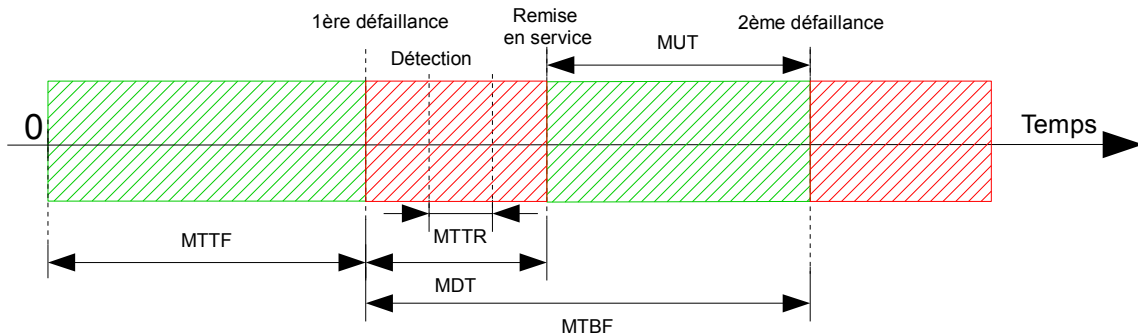 1ère défaillance
Détection
Remise
en service
MUT
2ème défaillance
0
Temps
MTTF
MTTR
MDT
MTBF